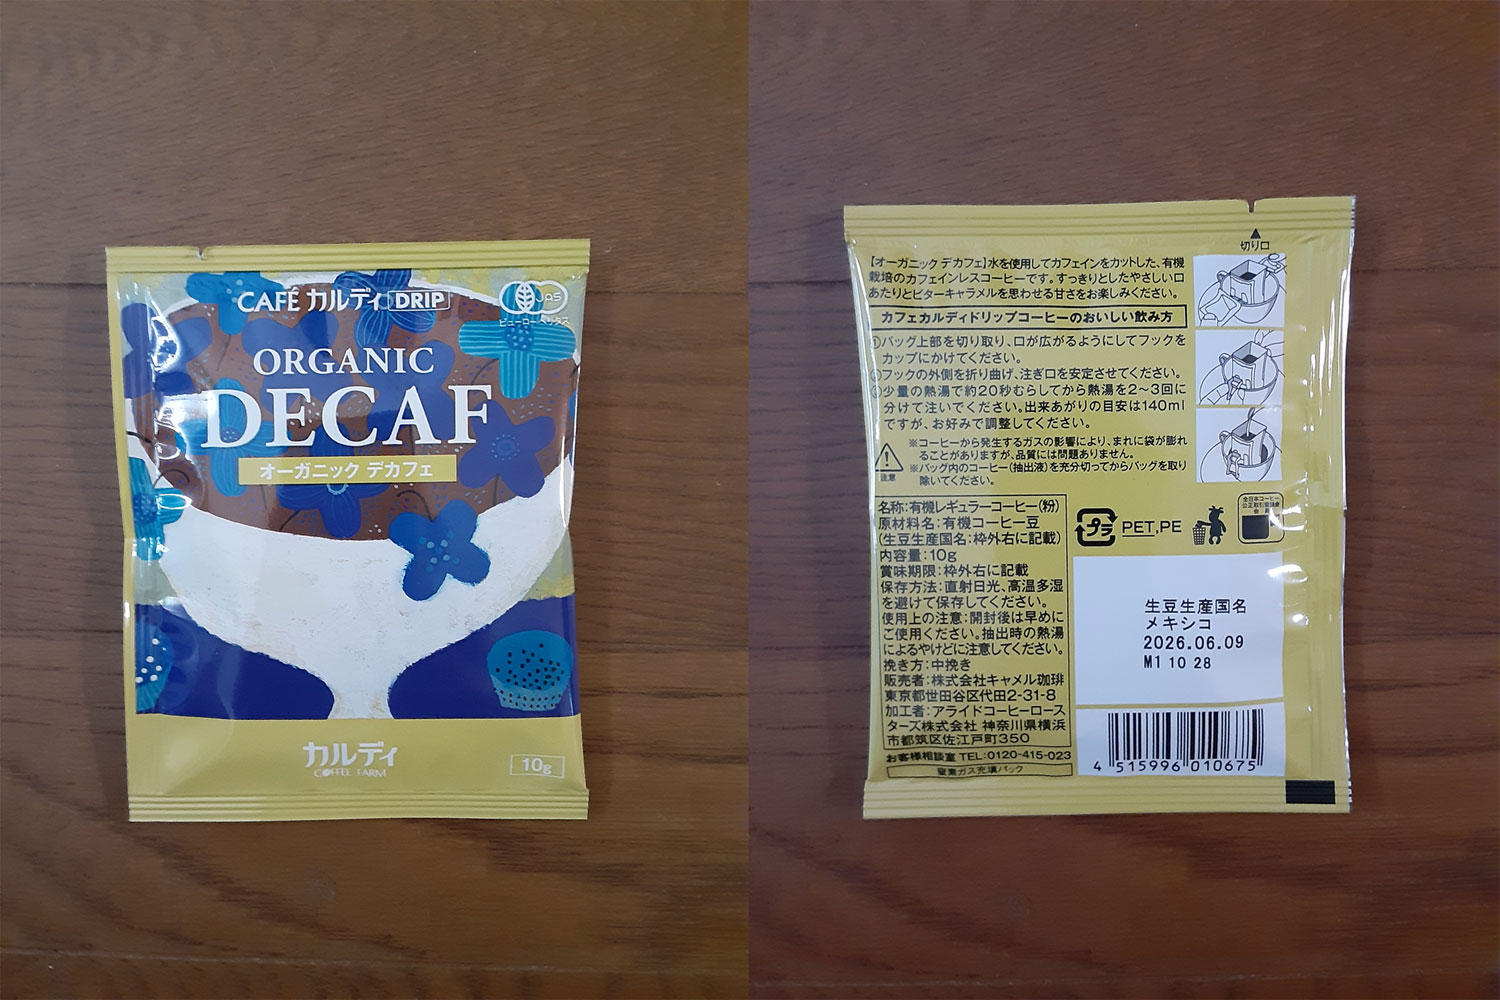 CAFÉ カルディ DRIP
JAS
ビューローベリタス
ORGANIC
DECAF
オーガニック デカフェ
カルディ
COFFEE FARM
10g
切り口
【オーガニック デカフェ】水を使用してカフェインをカットした、有機
栽培のカフェインレスコーヒーです。すっきりとしたやさしい口
あたりとビターキャラメルを思わせる甘さをお楽しみください。
カフェカルディドリップコーヒーのおいしい飲み方
①バッグ上部を切り取り、口が広がるようにしてフックを
カップにかけてください。
②フックの外側を折り曲げ、注ぎ口を安定させてください。
③少量の熱湯で約20秒むらしてから熱湯を2〜3回に
分けて注いでください。出来あがりの目安は140ml
ですが、お好みで調整してください。
注意
※コーヒーから発生するガスの影響により、まれに袋が膨れ
ることがありますが、品質には問題ありません。
※バッグ内のコーヒー(抽出液)を充分切ってからバッグを取り
除いてください。
名称:有機レギュラーコーヒー(粉)
原材料名:有機コーヒー豆
(生豆生産国名:枠外右に記載)
内容量:10g
賞味期限:枠外右に記載
保存方法:直射日光、高温多湿
を避けて保存してください。
使用上の注意:開封後は早めに
ご使用ください。抽出時の熱湯
によるやけどに注意してください。
挽き方:中挽き
販売者:株式会社キャメル珈琲
東京都世田谷区代田2-31-8
加工者:アライドコーヒーロース
ターズ株式会社 神奈川県横浜
市都筑区佐江戸町350
お客様相談室 TEL:0120-415-023
窒素ガス充填パック
プラ
PET,PE
全日本コーヒー
公正取引協議会
会
生豆生産国名
メキシコ
2026.06.09
M1 10 28
4 515996 010675